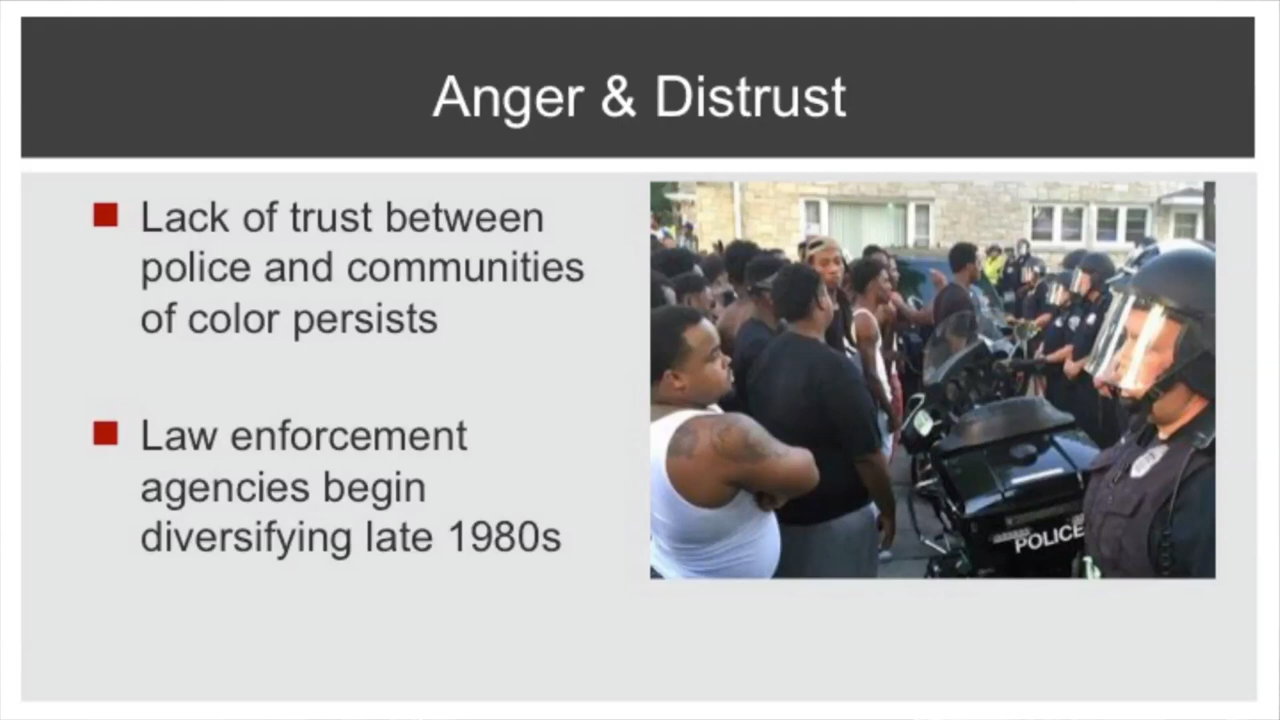 Anger & Distrust
Lack of trust between
police and communities
of color persists
Law enforcement
agencies begin
diversifying late 1980s
POLICE